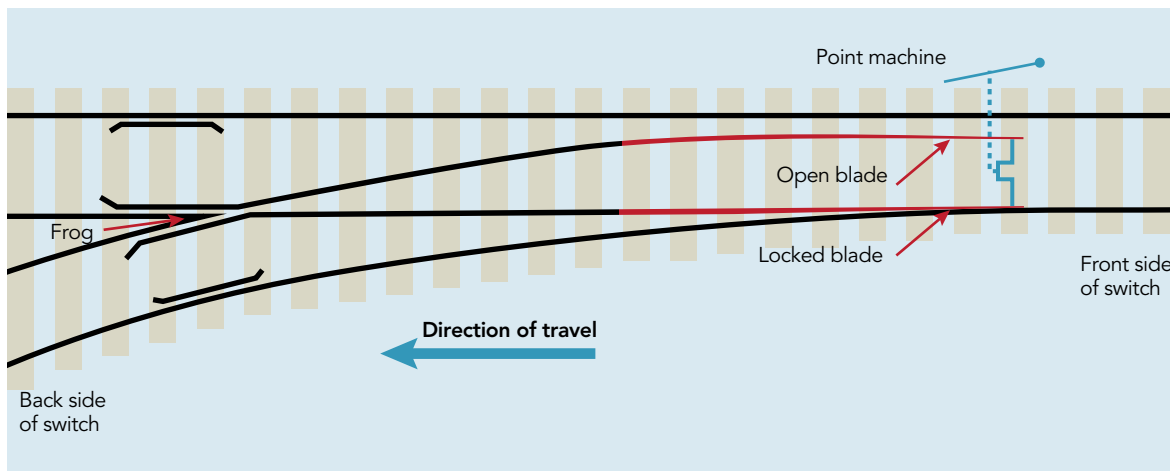 Point machine
Open blade
Frog
Locked blade
Front side
of switch
Direction of travel
Back side
of switch